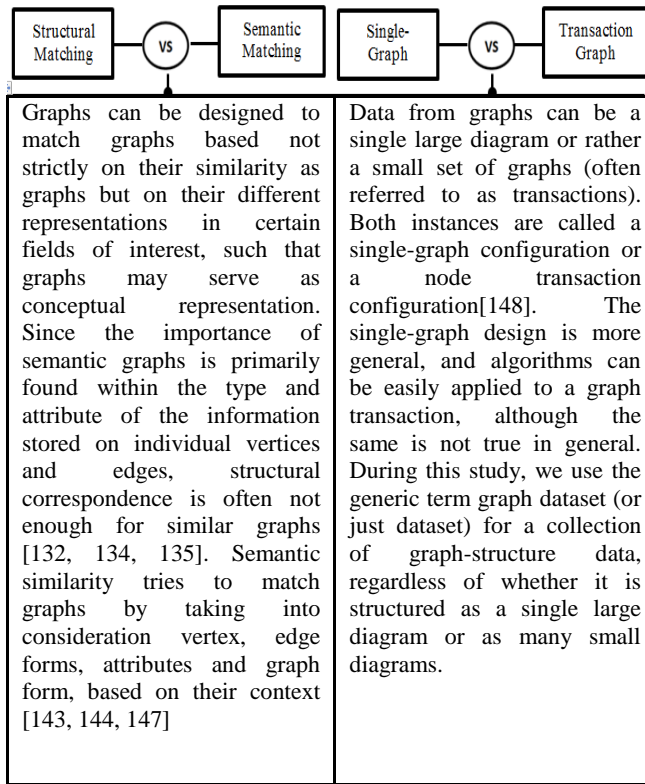 Structural
Matching
VS
Semantic
Matching
Single-
Graph
VS
Transaction
Graph
Graphs can be designed to
match graphs based not
strictly on their similarity as
graphs but on their different
representations in certain
fields of interest, such that
graphs may serve as
conceptual representation.
Since the importance of
semantic graphs is primarily
found within the type and
attribute of the information
stored on individual vertices
and edges, structural
correspondence is often not
enough for similar graphs
[132, 134, 135]. Semantic
similarity tries to match
graphs by taking into
consideration vertex, edge
forms, attributes and graph
form, based on their context
[143, 144, 147]
Data from graphs can be a
single large diagram or rather
a small set of graphs (often
referred to as transactions).
Both instances are called a
single-graph configuration or
a node transaction
configuration[148]. The
single-graph design is more
general, and algorithms can
be easily applied to a graph
transaction, although the
same is not true in general.
During this study, we use the
generic term graph dataset (or
just dataset) for a collection
of graph-structure data,
regardless of whether it is
structured as a single large
diagram or as many small
diagrams.